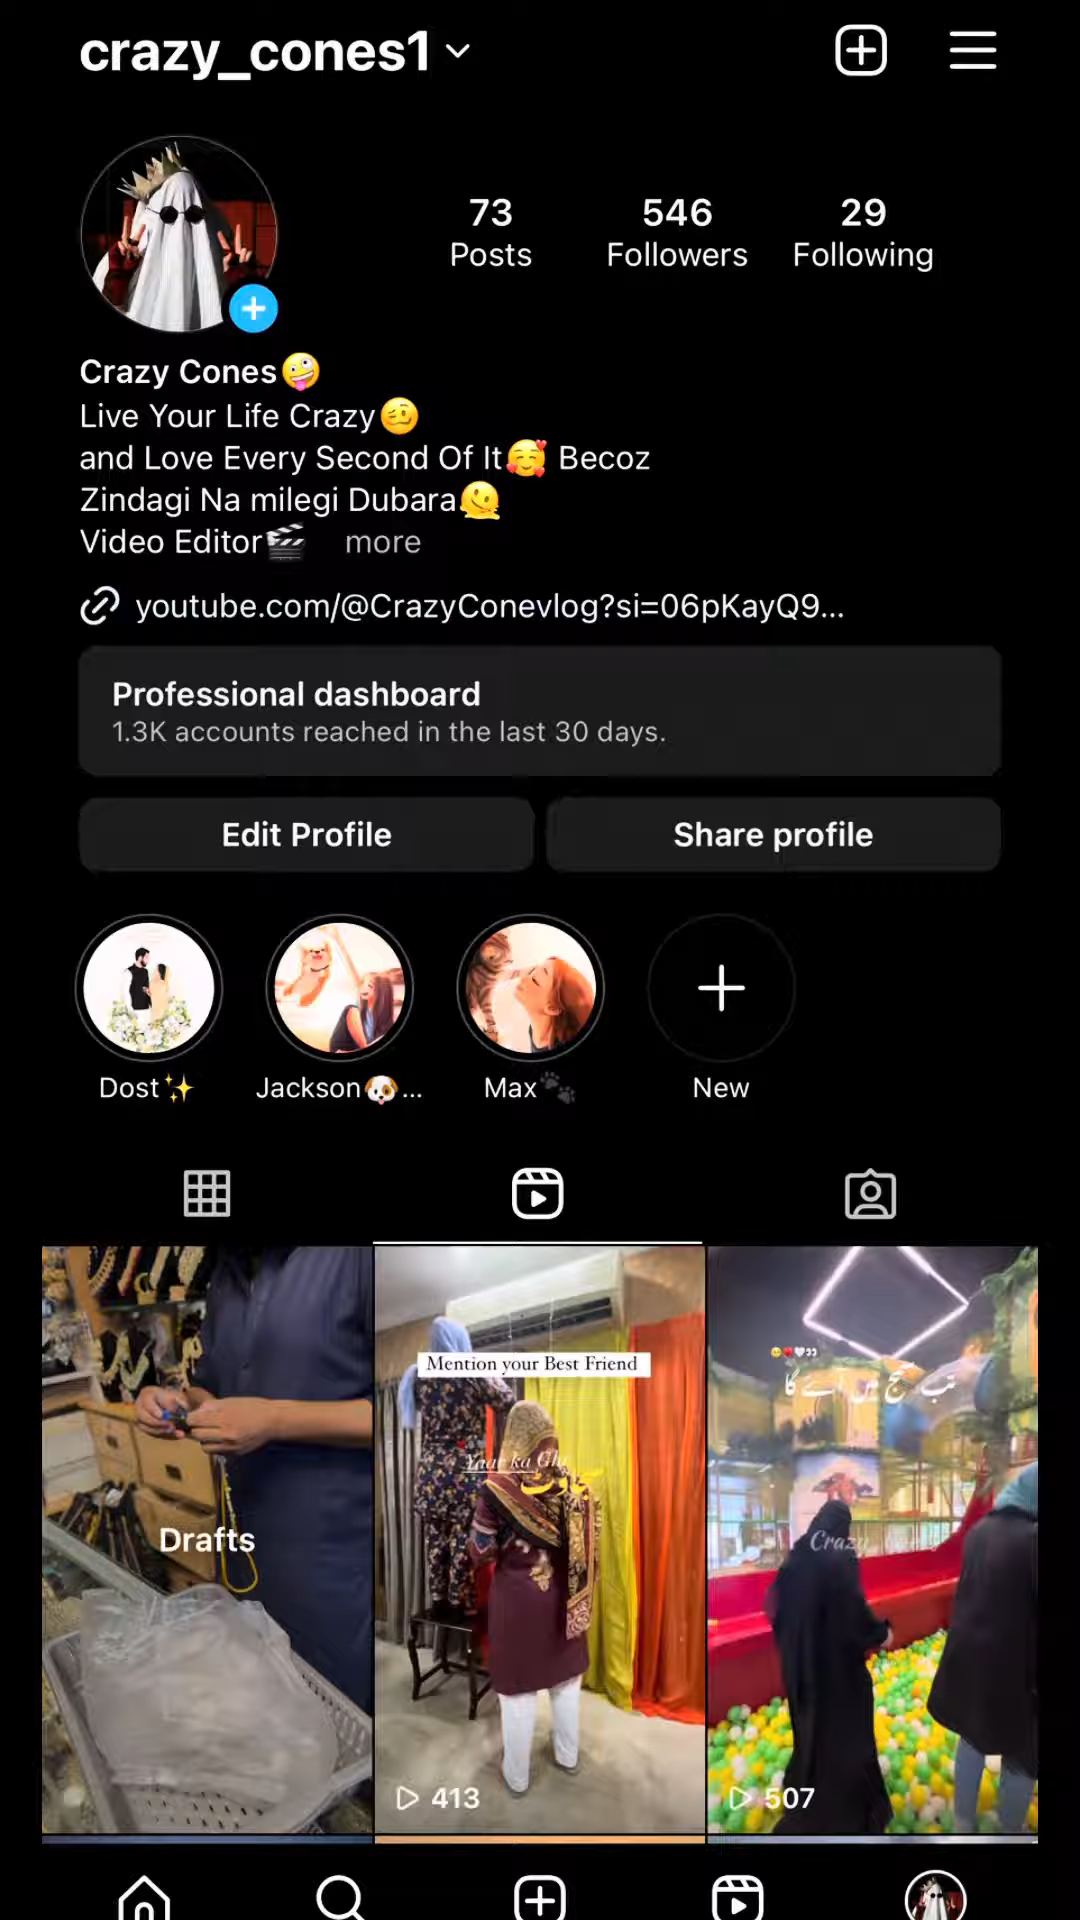 crazy_cones1
73
Posts
546
Followers
29
Following
Crazy Cones🤪
Live Your Life Crazy🥴
and Love Every Second Of It🥰 Becoz
Zindagi Na milegi Dubara🫠
Video Editor🎬 more
youtube.com/@CrazyConevlog?si=06pKayQ9...
Professional dashboard
1.3K accounts reached in the last 30 days.
Edit Profile
Share profile
Dost✨
Jackson🐶...
Max🐾
New
Drafts
Mention your Best Friend
Yaar ka
413
🥺❤️🤍👀
507